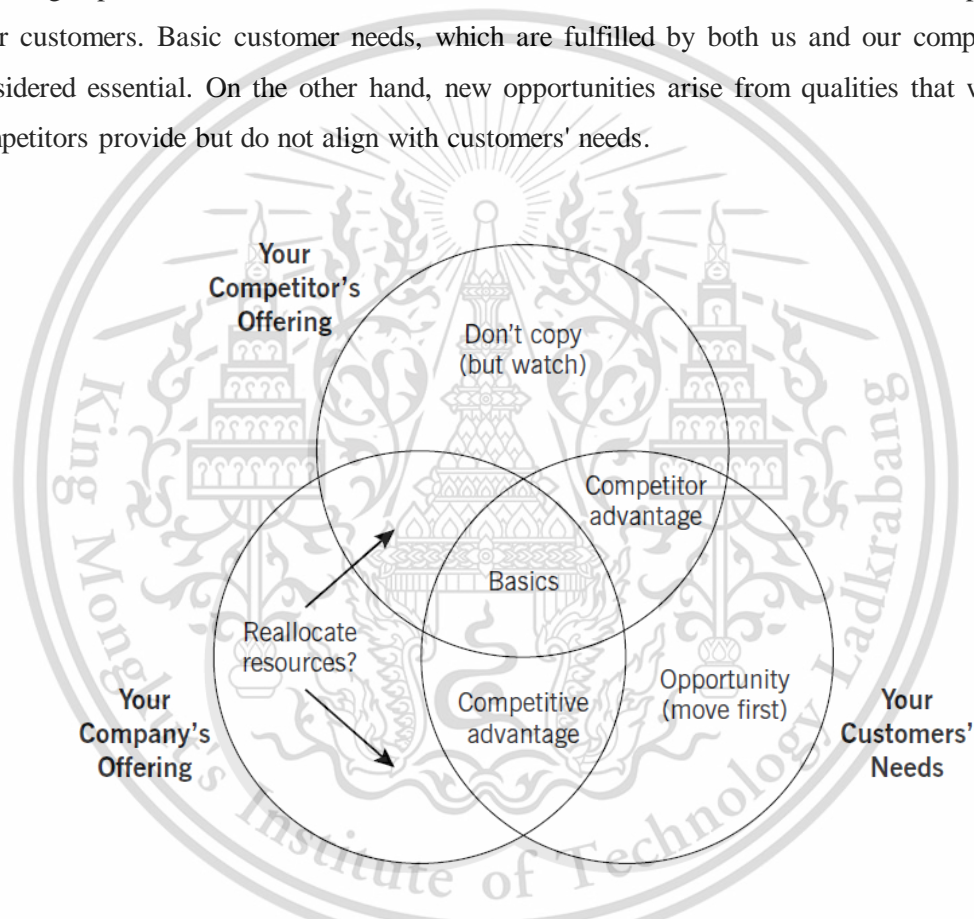 r customers. Basic customer needs, which are fulfilled by both us and our comp
sidered essential. On the other hand, new opportunities arise from qualities that
petitors provide but do not align with customers' needs.
Your
Competitor's
Offering
Don't copy
(but watch)
Competitor
advantage
Basics
Reallocate
resources?
Competitive
advantage
Opportunity
(move first)
Your
Company's
Offering
Your
Customers'
Needs
King Mongkut's Institute of Technology Ladkrabang